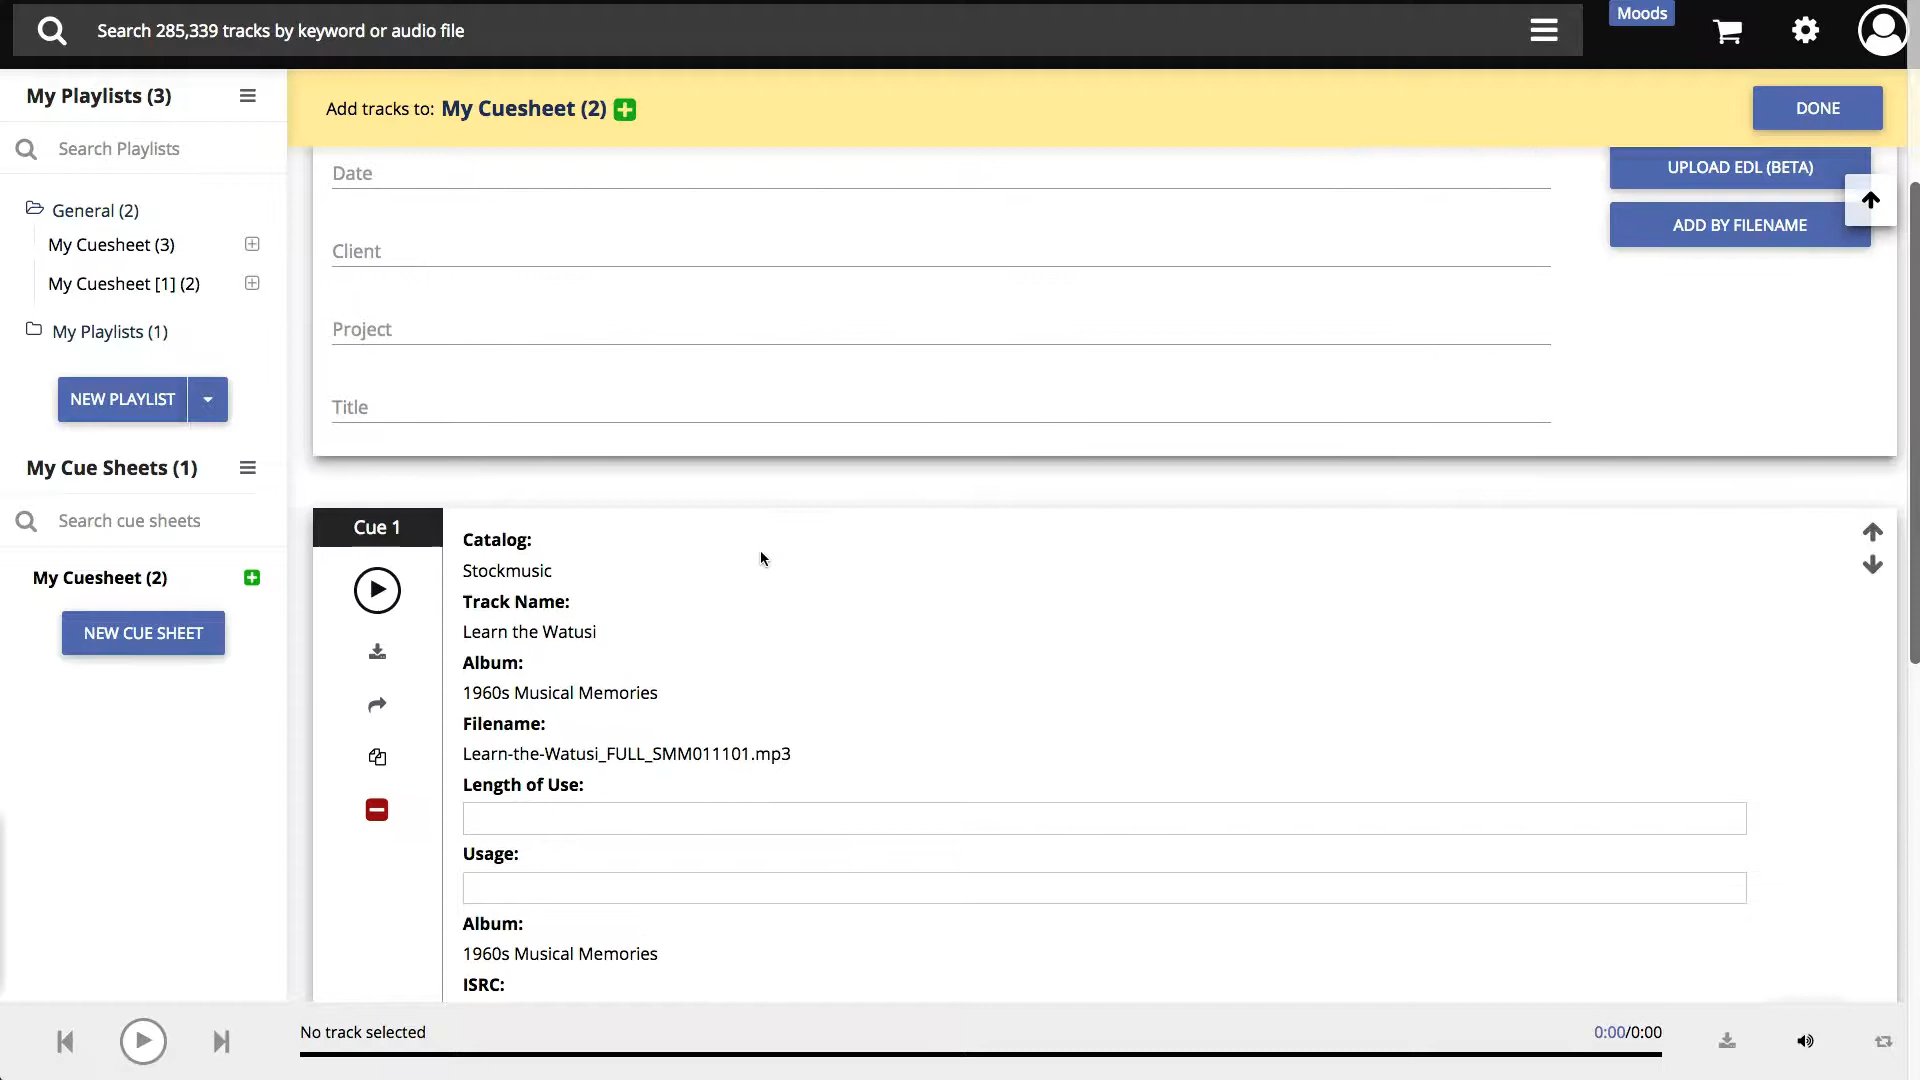 Search 285,339 tracks by keyword or audio file
Moods
My Playlists (3)
Search Playlists
General (2)
My Cuesheet (3)
My Cuesheet [1] (2)
My Playlists (1)
NEW PLAYLIST
My Cue Sheets (1)
Search cue sheets
My Cuesheet (2)
NEW CUE SHEET
Add tracks to: My Cuesheet (2)
DONE
Date
Client
Project
Title
UPLOAD EDL (BETA)
ADD BY FILENAME
Cue 1
Catalog:
Stockmusic
Track Name:
Learn the Watusi
Album:
1960s Musical Memories
Filename:
Learn-the-Watusi_FULL_SMM011101.mp3
Length of Use:
Usage:
Album:
1960s Musical Memories
ISRC:
No track selected
0:00/0:00